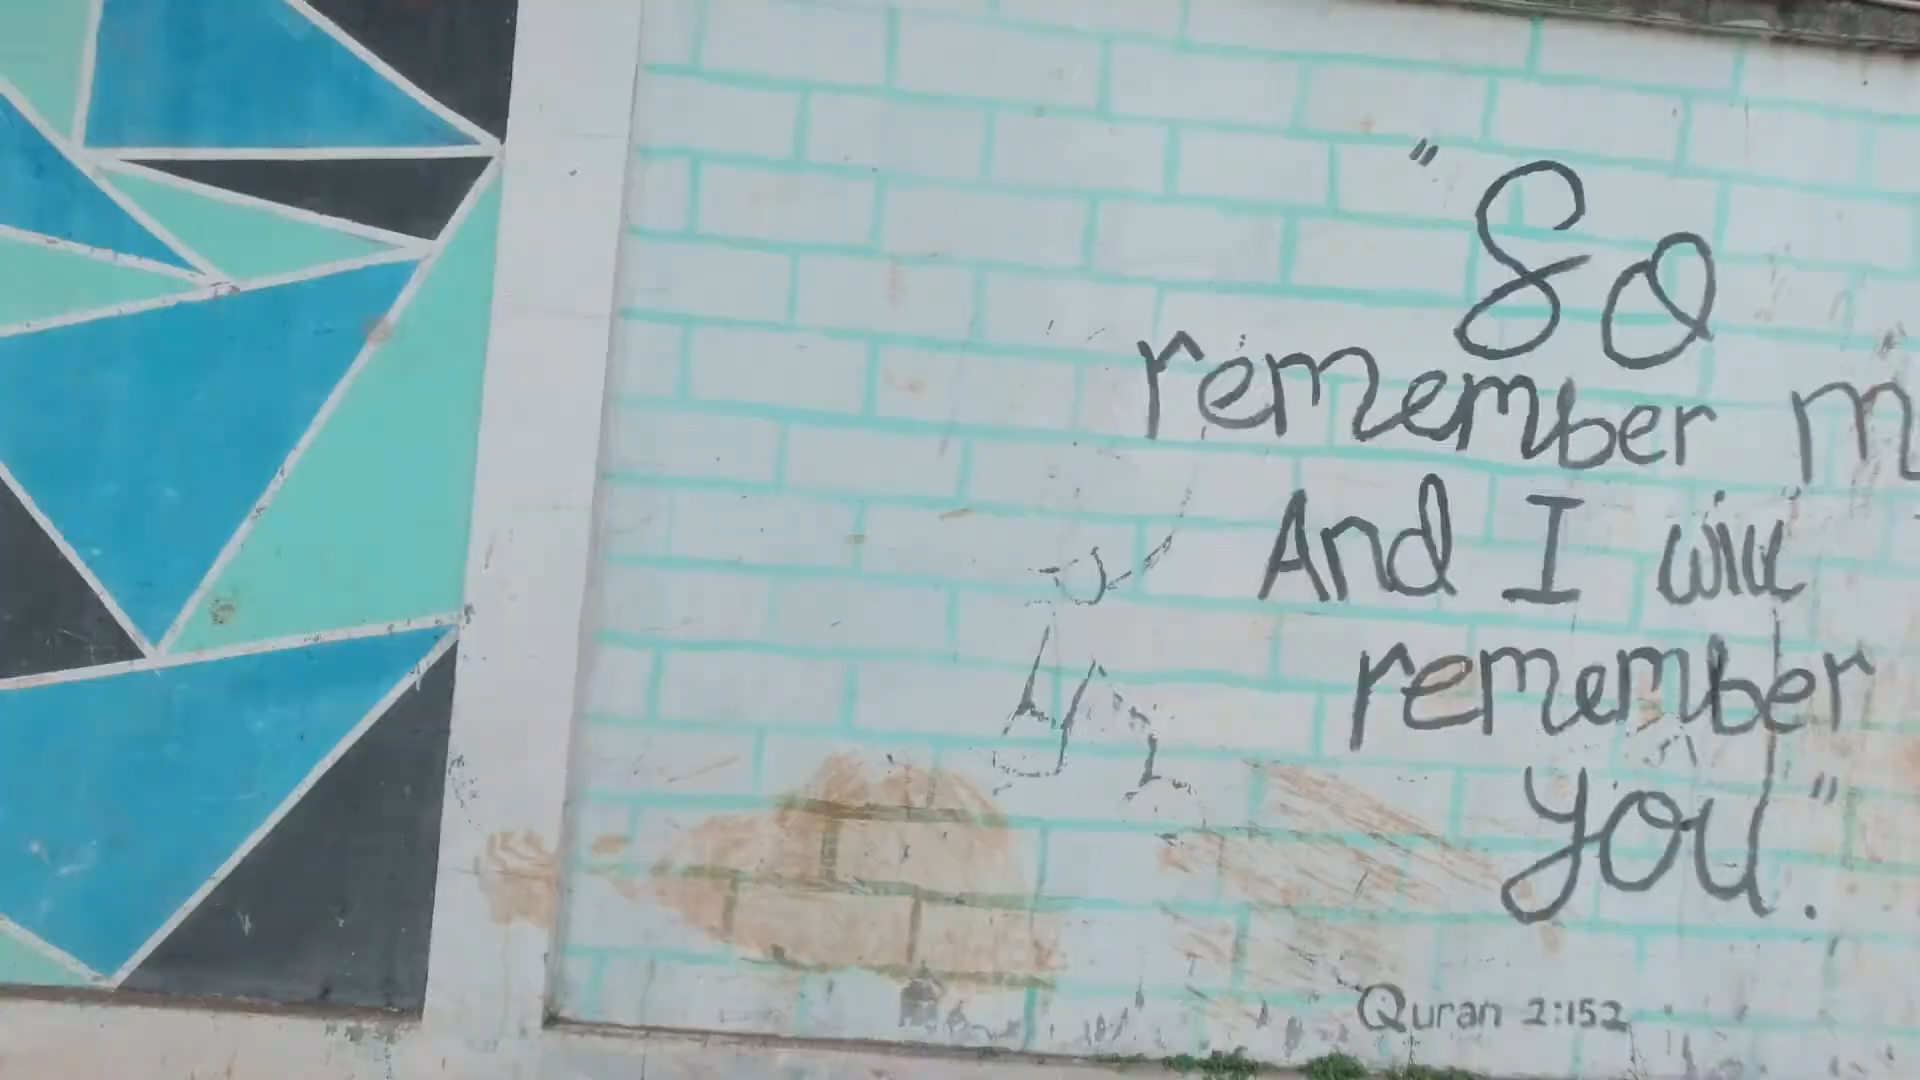 "So
remember m
And I will
remember
you."
Quran 2:152